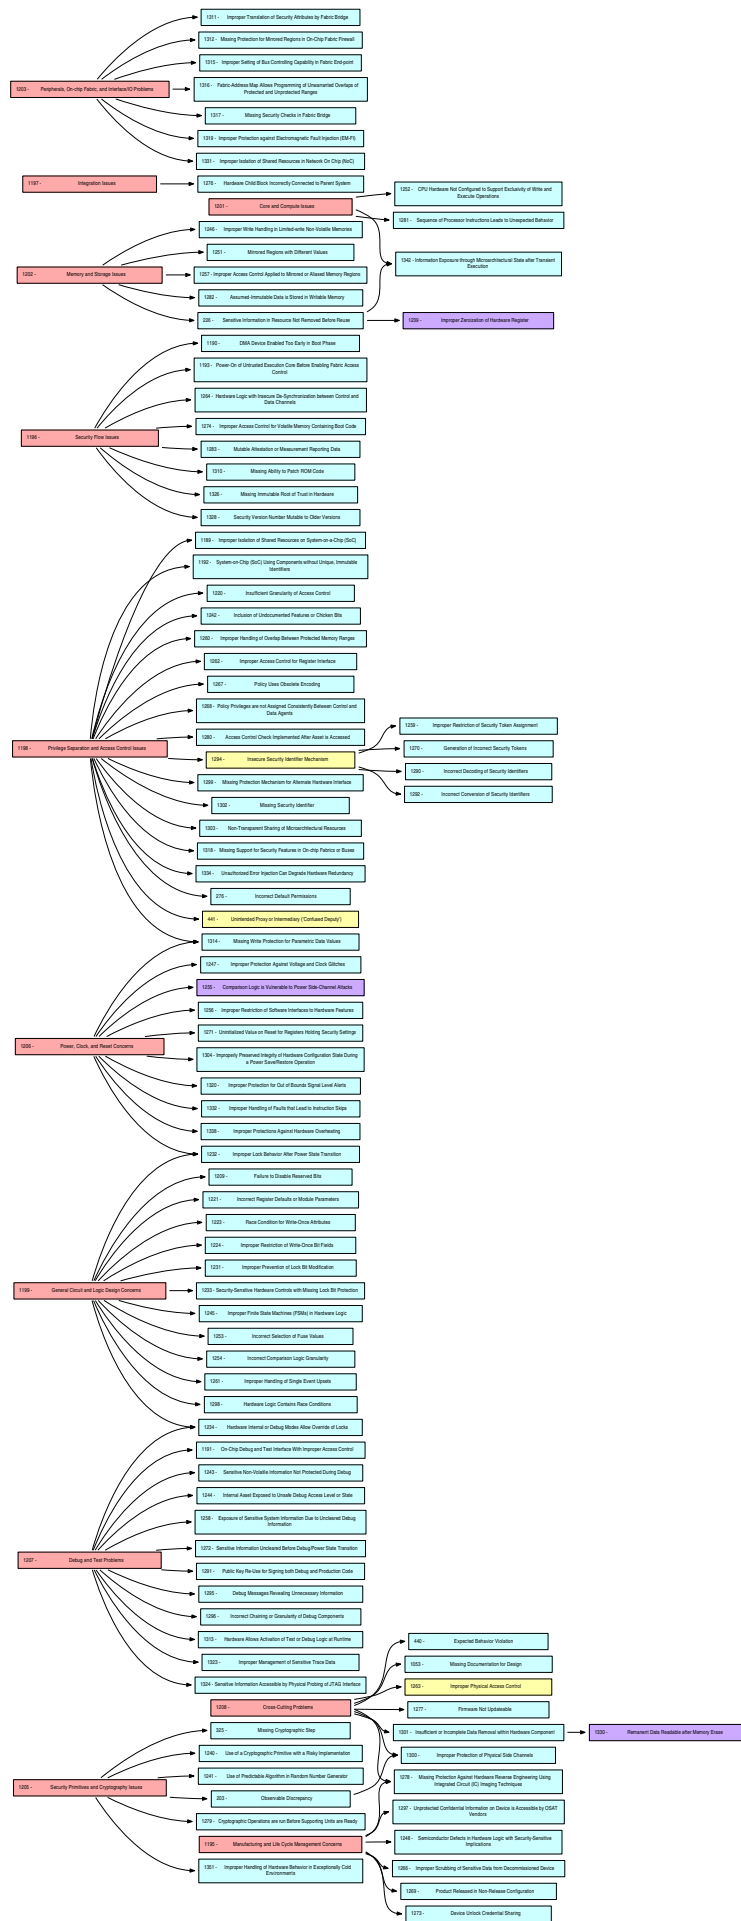 1311 - Improper Translation of Security Attributes by Fabric Bridge
1312 - Missing Protection for Mirrored Regions in On-Chip Fabric Firewall
1315 - Improper Setting of Bus Controlling Capability in Fabric End-point
1203 - Peripherals, On-chip Fabric, and Interface/IO Problems
1316 - Fabric-Address Map Allows Programming of Unwarranted Overlaps of
Protected and Unprotected Ranges
1317 - Missing Security Checks in Fabric Bridge
1319 - Improper Protection against Electromagnetic Fault Injection (EM-FI)
1331 - Improper Isolation of Shared Resources in Network On Chip (NoC)
1197 - Integration Issues
1276 - Hardware Child Block Incorrectly Connected to Parent System
1201 - Core and Compute Issues
1252 - CPU Hardware Not Configured to Support Exclusivity of Write and
Execute Operations
1281 - Sequence of Processor Instructions Leads to Unexpected Behavior
1342 - Information Exposure through Microarchitectural State after Transient
Execution
1202 - Memory and Storage Issues
1246 - Improper Write Handling in Limited-write Non-Volatile Memories
1251 - Mirrored Regions with Different Values
1257 - Improper Access Control Applied to Mirrored or Aliased Memory Regions
1282 - Assumed-Immutable Data is Stored in Writable Memory
226 - Sensitive Information in Resource Not Removed Before Reuse
1239 - Improper Zeroization of Hardware Register
1196 - Security Flow Issues
1190 - DMA Device Enabled Too Early in Boot Phase
1193 - Power-On of Untrusted Execution Core Before Enabling Fabric Access
Control
1264 - Hardware Logic with Insecure De-Synchronization between Control and
Data Channels
1274 - Improper Access Control for Volatile Memory Containing Boot Code
1283 - Mutable Attestation or Measurement Reporting Data
1310 - Missing Ability to Patch ROM Code
1326 - Missing Immutable Root of Trust in Hardware
1328 - Security Version Number Mutable to Older Versions
1198 - Privilege Separation and Access Control Issues
1189 - Improper Isolation of Shared Resources on System-on-a-Chip (SoC)
1192 - System-on-Chip (SoC) Using Components without Unique, Immutable
Identifiers
1220 - Insufficient Granularity of Access Control
1242 - Inclusion of Undocumented Features or Chicken Bits
1260 - Improper Handling of Overlap Between Protected Memory Ranges
1262 - Improper Access Control for Register Interface
1267 - Policy Uses Obsolete Encoding
1268 - Policy Privileges are not Assigned Consistently Between Control and
Data Agents
1280 - Access Control Check Implemented After Asset is Accessed
1294 - Insecure Security Identifier Mechanism
1259 - Improper Restriction of Security Token Assignment
1270 - Generation of Incorrect Security Tokens
1290 - Incorrect Decoding of Security Identifiers
1292 - Incorrect Conversion of Security Identifiers
1299 - Missing Protection Mechanism for Alternate Hardware Interface
1302 - Missing Security Identifier
1303 - Non-Transparent Sharing of Microarchitectural Resources
1318 - Missing Support for Security Features in On-chip Fabrics or Buses
1334 - Unauthorized Error Injection Can Degrade Hardware Redundancy
276 - Incorrect Default Permissions
441 - Unintended Proxy or Intermediary ('Confused Deputy')
1314 - Missing Write Protection for Parametric Data Values
1206 - Power, Clock, and Reset Concerns
1247 - Improper Protection Against Voltage and Clock Glitches
1255 - Comparison Logic is Vulnerable to Power Side-Channel Attacks
1256 - Improper Restriction of Software Interfaces to Hardware Features
1271 - Uninitialized Value on Reset for Registers Holding Security Settings
1304 - Improperly Preserved Integrity of Hardware Configuration State During
a Power Save/Restore Operation
1320 - Improper Protection for Out of Bounds Signal Level Alerts
1332 - Improper Handling of Faults that Lead to Instruction Skips
1338 - Improper Protections Against Hardware Overheating
1232 - Improper Lock Behavior After Power State Transition
1199 - General Circuit and Logic Design Concerns
1209 - Failure to Disable Reserved Bits
1221 - Incorrect Register Defaults or Module Parameters
1223 - Race Condition for Write-Once Attributes
1224 - Improper Restriction of Write-Once Bit Fields
1231 - Improper Prevention of Lock Bit Modification
1233 - Security-Sensitive Hardware Controls with Missing Lock Bit Protection
1245 - Improper Finite State Machines (FSMs) in Hardware Logic
1253 - Incorrect Selection of Fuse Values
1254 - Incorrect Comparison Logic Granularity
1261 - Improper Handling of Single Event Upsets
1298 - Hardware Logic Contains Race Conditions
1234 - Hardware Internal or Debug Modes Allow Override of Locks
1207 - Debug and Test Problems
1191 - On-Chip Debug and Test Interface With Improper Access Control
1243 - Sensitive Non-Volatile Information Not Protected During Debug
1244 - Internal Asset Exposed to Unsafe Debug Access Level or State
1258 - Exposure of Sensitive System Information Due to Uncleared Debug
Information
1272 - Sensitive Information Uncleared Before Debug/Power State Transition
1291 - Public Key Re-Use for Signing both Debug and Production Code
1295 - Debug Messages Revealing Unnecessary Information
1296 - Incorrect Chaining or Granularity of Debug Components
1313 - Hardware Allows Activation of Test or Debug Logic at Runtime
1323 - Improper Management of Sensitive Trace Data
1324 - Sensitive Information Accessible by Physical Probing of JTAG Interface
1208 - Cross-Cutting Problems
440 - Expected Behavior Violation
1053 - Missing Documentation for Design
1263 - Improper Physical Access Control
1277 - Firmware Not Updateable
1301 - Insufficient or Incomplete Data Removal within Hardware Component
1330 - Remanent Data Readable after Memory Erase
1300 - Improper Protection of Physical Side Channels
1278 - Missing Protection Against Hardware Reverse Engineering Using
Integrated Circuit (IC) Imaging Techniques
1205 - Security Primitives and Cryptography Issues
325 - Missing Cryptographic Step
1240 - Use of a Cryptographic Primitive with a Risky Implementation
1241 - Use of Predictable Algorithm in Random Number Generator
203 - Observable Discrepancy
1279 - Cryptographic Operations are run Before Supporting Units are Ready
1195 - Manufacturing and Life Cycle Management Concerns
1351 - Improper Handling of Hardware Behavior in Exceptionally Cold
Environments
1297 - Unprotected Confidential Information on Device is Accessible by OSAT
Vendors
1248 - Semiconductor Defects in Hardware Logic with Security-Sensitive
Implications
1266 - Improper Scrubbing of Sensitive Data from Decommissioned Device
1269 - Product Released in Non-Release Configuration
1273 - Device Unlock Credential Sharing